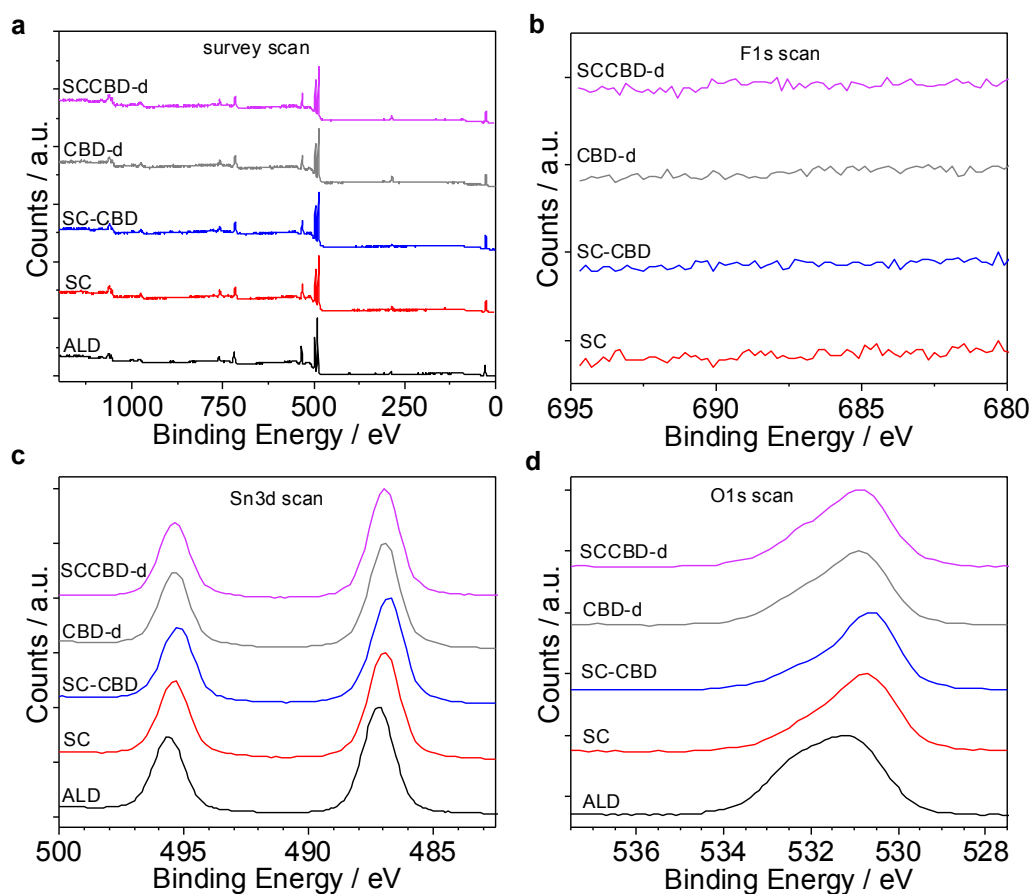 a
survey scan
SCCBD-d
CBD-d
SC-CBD
SC
ALD
Counts / a.u.
1000 750 500 250 0
Binding Energy / eV
b
F1s scan
SCCBD-d
CBD-d
SC-CBD
SC
Counts / a.u.
695 690 685 680
Binding Energy / eV
c
Sn3d scan
SCCBD-d
CBD-d
SC-CBD
SC
ALD
Counts / a.u.
500 495 490 485
Binding Energy / eV
d
O1s scan
SCCBD-d
CBD-d
SC-CBD
SC
ALD
Counts / a.u.
536 534 532 530 528
Binding Energy / eV